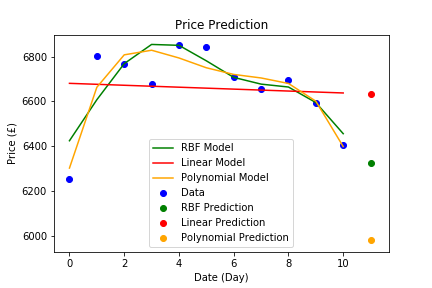 Price Prediction
6800
6600
6400
6200
6000
Price (£)
RBF Model
Linear Model
Polynomial Model
Data
RBF Prediction
Linear Prediction
Polynomial Prediction
0 2 4 6 8 10
Date (Day)